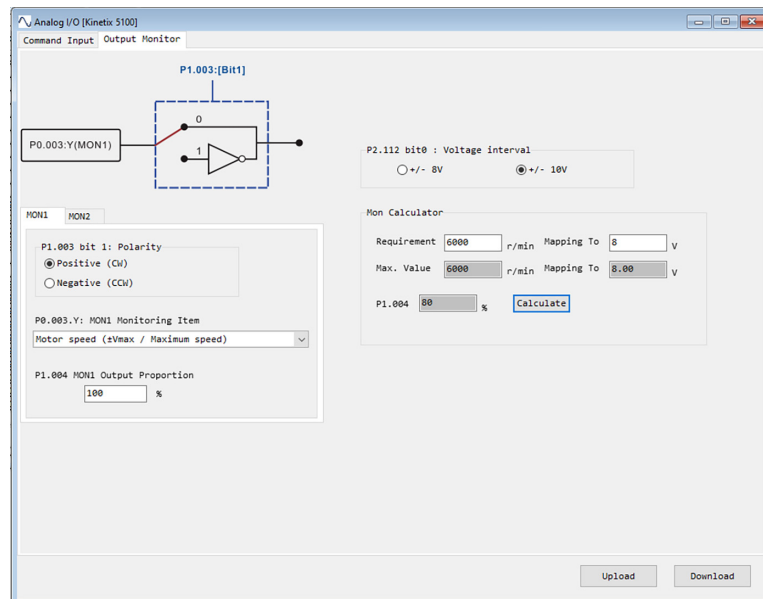 Analog I/O [Kinetix 5100]
Command Input Output Monitor
P1.003:[Bit1]
0
P0.003:Y(MON1)
1
P2.112 bit0 : Voltage interval
+/- 8V +/- 10V
MON1 MON2
P1.003 bit 1: Polarity
Positive (CW)
Negative (CCW)
P0.003.Y: MON1 Monitoring Item
Motor speed (±Vmax / Maximum speed)
P1.004 MON1 Output Proportion
100 %
Mon Calculator
Requirement 6000 r/min Mapping To 8 V
Max. Value 6000 r/min Mapping To 8.00 V
P1.004 80 % Calculate
Upload Download